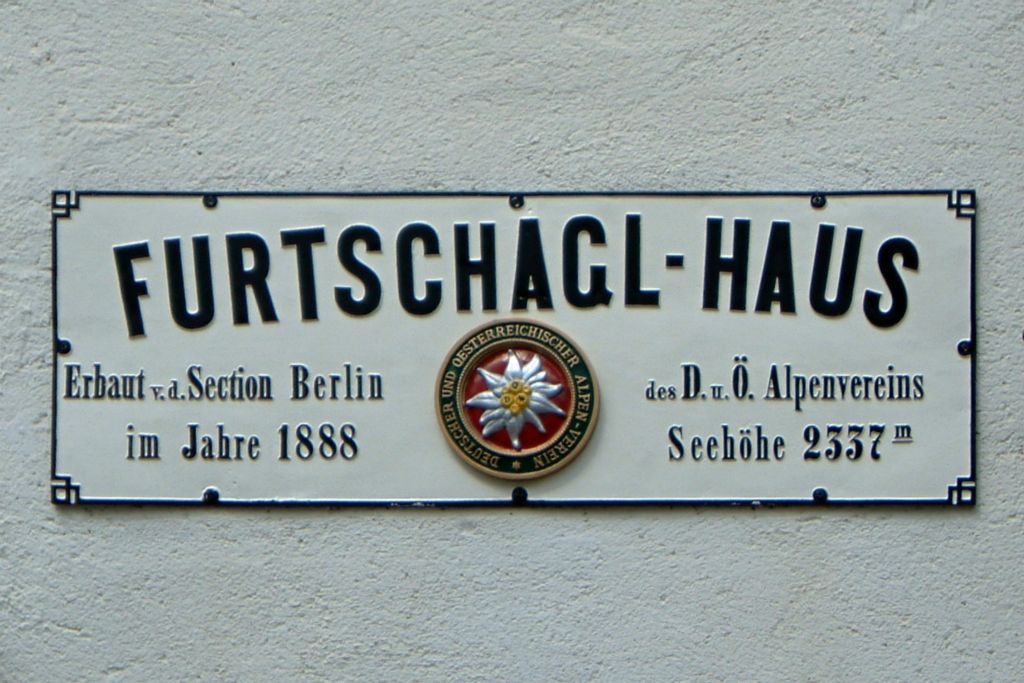 FURTSCHAGL-HAUS
Erbaut v. d. Section Berlin
im Jahre 1888
DEUTSCHER UND OESTERREICHISCHER ALPEN-VEREIN *
des D. u. Ö. Alpenvereins
Seehöhe 2337 m